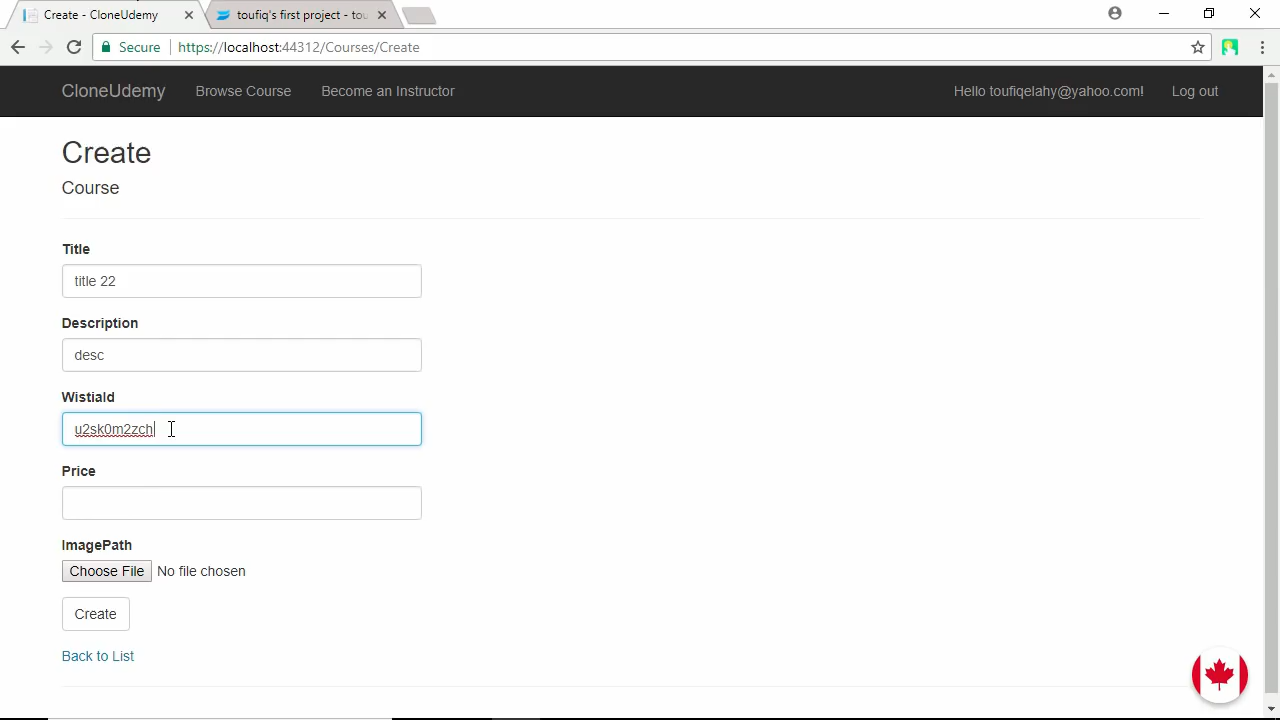 Create - CloneUdemy
toufiq's first project - tou
Secure
https://localhost:44312/Courses/Create
CloneUdemy
Browse Course
Become an Instructor
Hello toufiqelahy@yahoo.com!
Log out
Create
Course
Title
title 22
Description
desc
WistiaId
u2sk0m2zch
Price
ImagePath
Choose File No file chosen
Create
Back to List